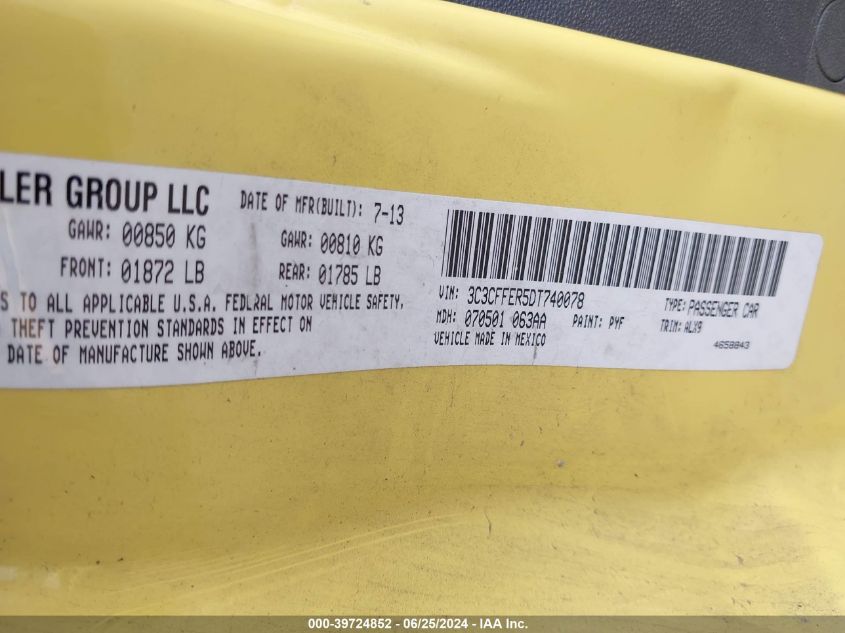 LER GROUP LLC DATE OF MFR(BUILT): 7-13
GAWR: 00850 KG GAWR: 00810 KG
FRONT: 01872 LB REAR: 01785 LB
S TO ALL APPLICABLE U.S.A. FEDERAL MOTOR VEHICLE SAFETY,
THEFT PREVENTION STANDARDS IN EFFECT ON
DATE OF MANUFACTURE SHOWN ABOVE.
VIN: 3C3CFFER5DT740078 TYPE: PASSENGER CAR
MDH: 070501 063AA PAINT: PYF TRIM: ALX9
VEHICLE MADE IN MEXICO 4658843
000-39724852 - 06/25/2024 - IAA Inc.